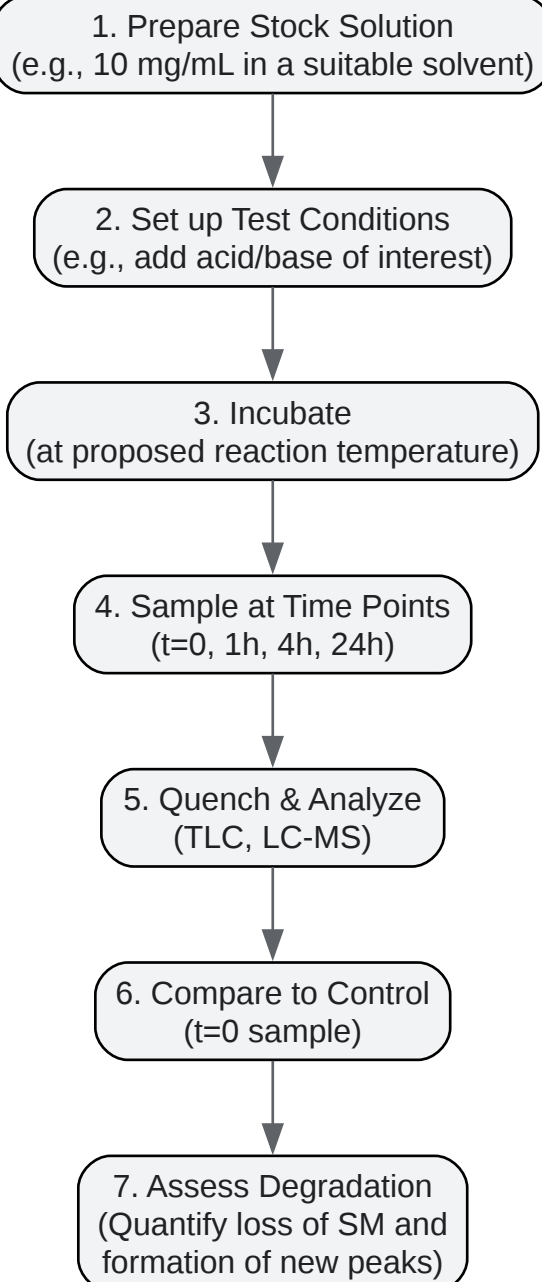 1. Prepare Stock Solution
(e.g., 10 mg/mL in a suitable solvent)
2. Set up Test Conditions
(e.g., add acid/base of interest)
3. Incubate
(at proposed reaction temperature)
4. Sample at Time Points
(t=0, 1h, 4h, 24h)
5. Quench & Analyze
(TLC, LC-MS)
6. Compare to Control
(t=0 sample)
7. Assess Degradation
(Quantify loss of SM and
formation of new peaks)